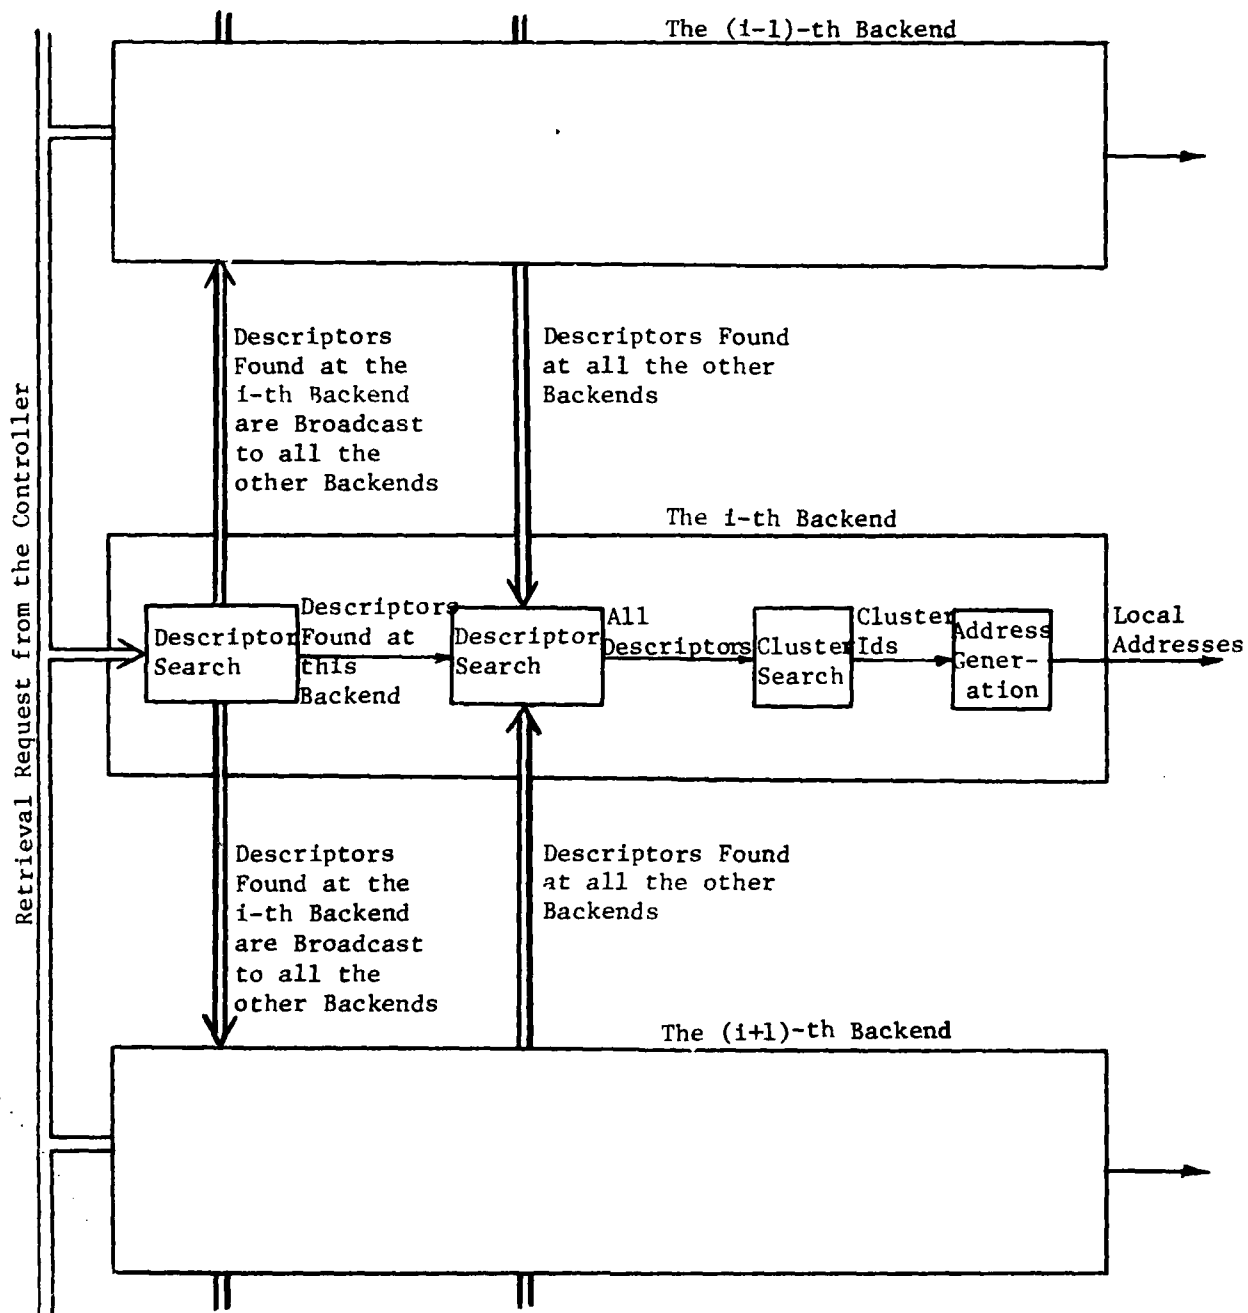 The (i-1)-th Backend
Descriptors
Found at the
i-th Backend
are Broadcast
to all the
other Backends
Descriptors Found
at all the other
Backends
Retrieval Request from the Controller
The i-th Backend
Descriptor
Search
Descriptors
Found at
this
Backend
Descriptor
Search
All
Descriptors
Cluster
Search
Cluster
Ids
Address
Gener-
ation
Local
Addresses
Descriptors
Found at the
i-th Backend
are Broadcast
to all the
other Backends
Descriptors Found
at all the other
Backends
The (i+1)-th Backend